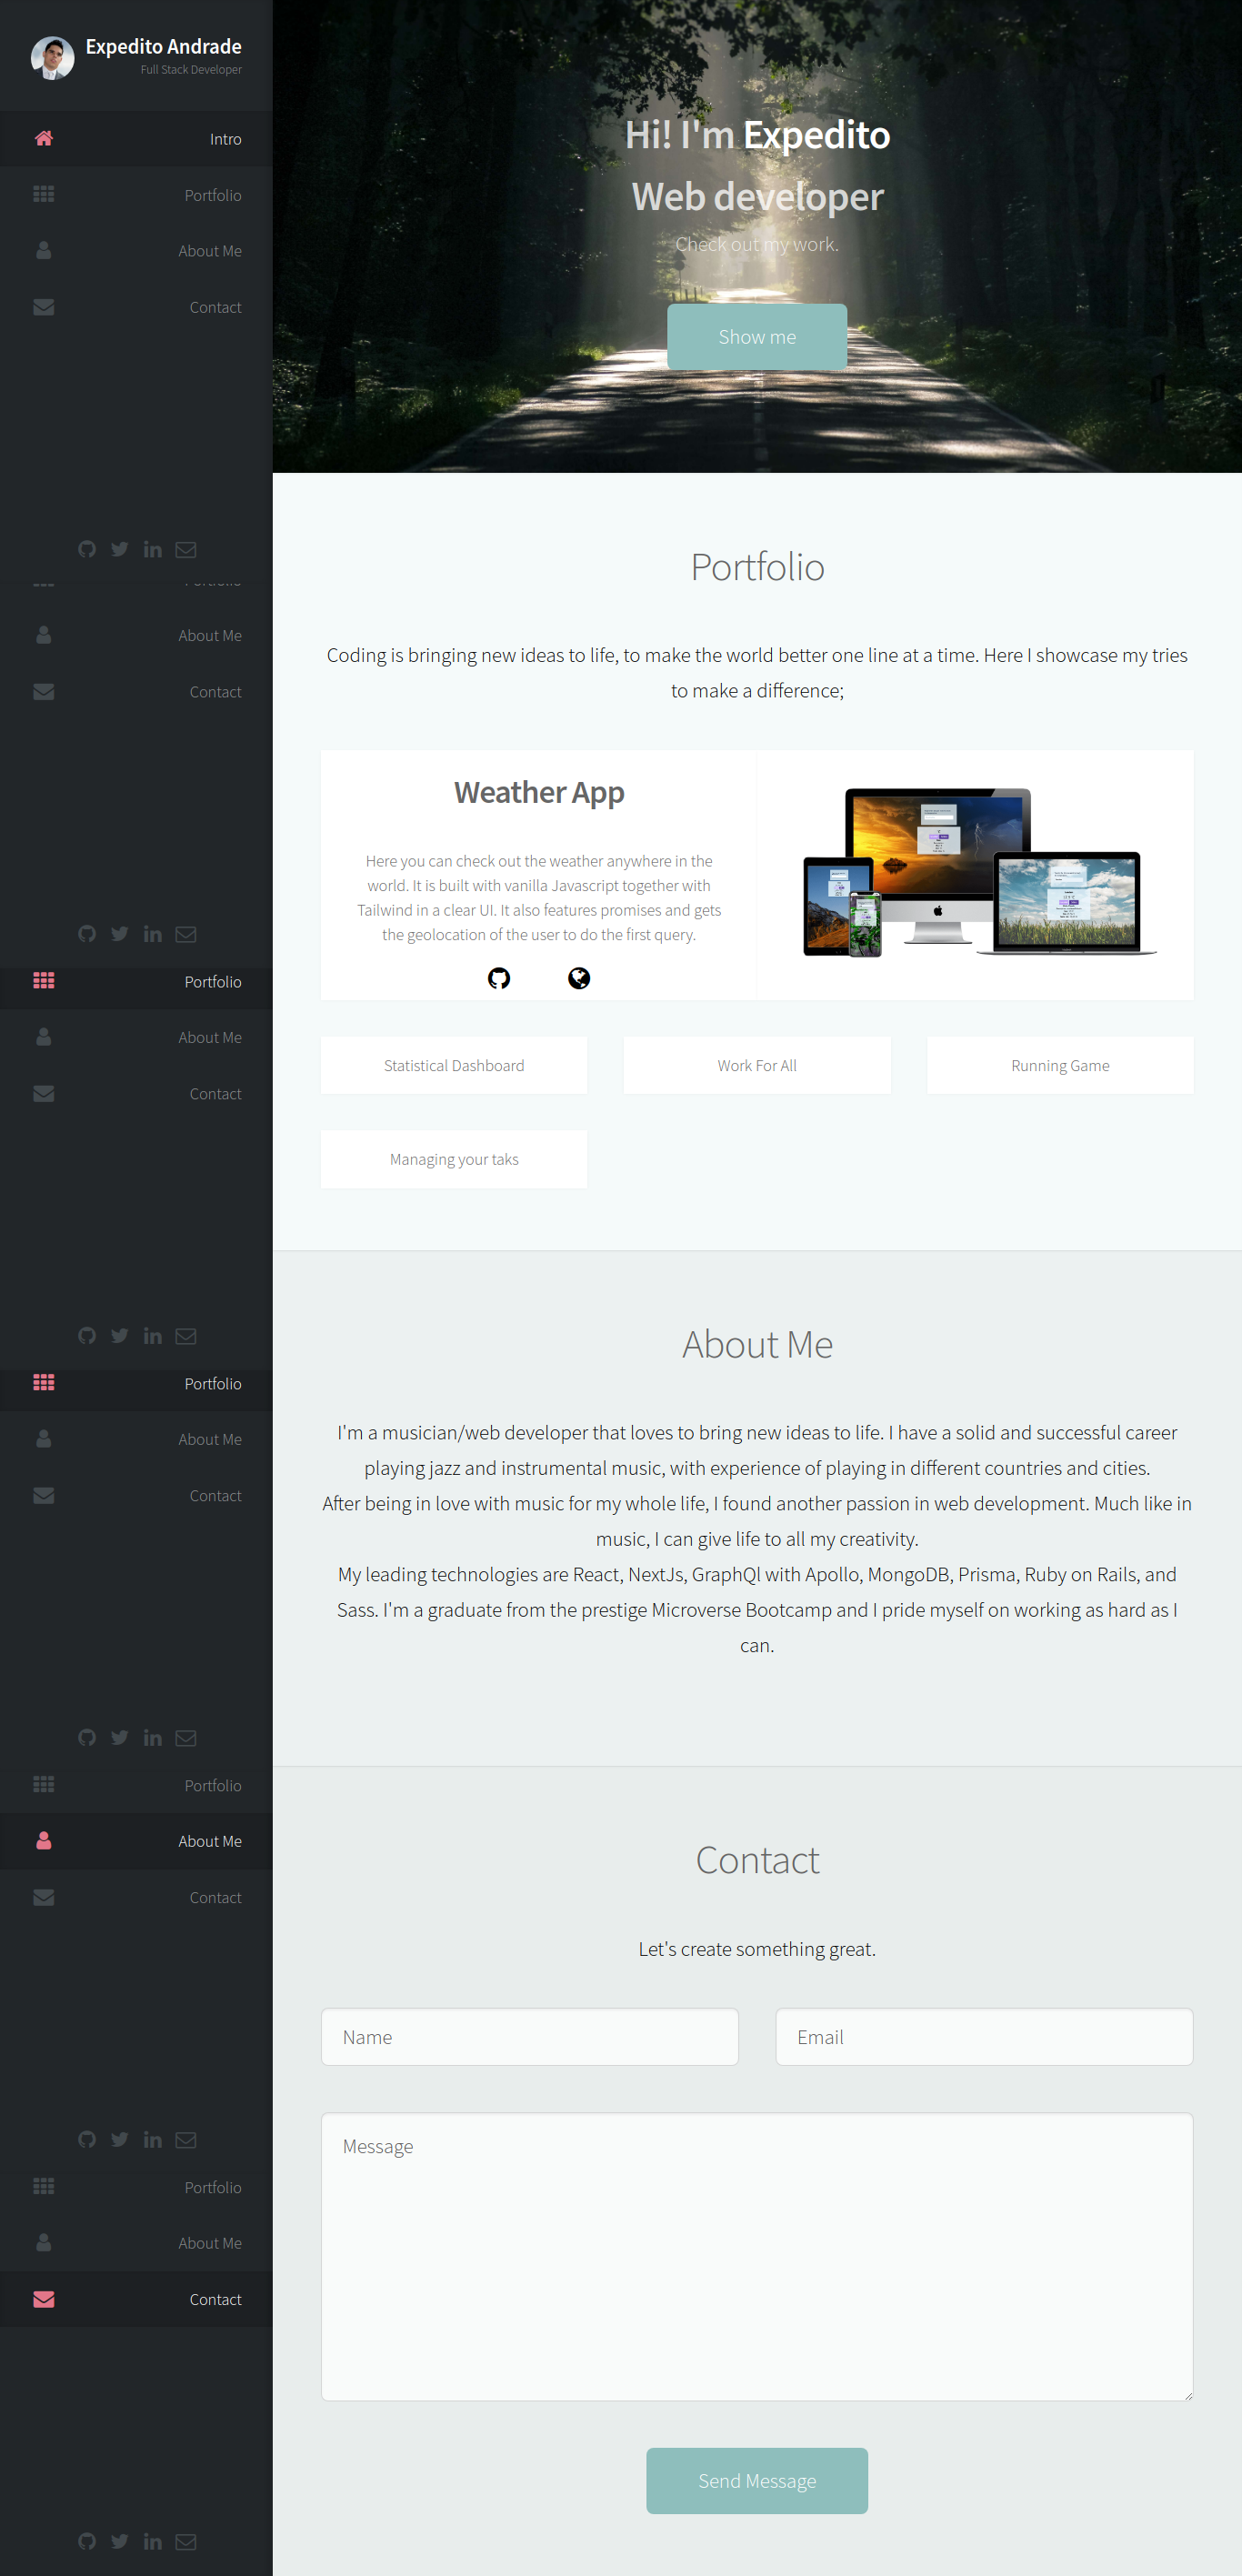 Expedito Andrade
Full Stack Developer
Intro
Portfolio
About Me
Contact
Hi! I'm Expedito
Web developer
Check out my work.
Show me
Portfolio
About Me
Contact
Portfolio
Coding is bringing new ideas to life, to make the world better one line at a time. Here I showcase my tries
to make a difference;
Weather App
Here you can check out the weather anywhere in the
world. It is built with vanilla Javascript together with
Tailwind in a clear UI. It also features promises and gets
the geolocation of the user to do the first query.
Portfolio
About Me
Contact
Statistical Dashboard
Work For All
Running Game
Managing your taks
About Me
I'm a musician/web developer that loves to bring new ideas to life. I have a solid and successful career
playing jazz and instrumental music, with experience of playing in different countries and cities.
After being in love with music for my whole life, I found another passion in web development. Much like in
music, I can give life to all my creativity.
My leading technologies are React, NextJs, GraphQl with Apollo, MongoDB, Prisma, Ruby on Rails, and
Sass. I'm a graduate from the prestige Microverse Bootcamp and I pride myself on working as hard as I
can.
Portfolio
About Me
Contact
Portfolio
About Me
Contact
Contact
Let's create something great.
Name
Email
Message
Portfolio
About Me
Contact
Send Message